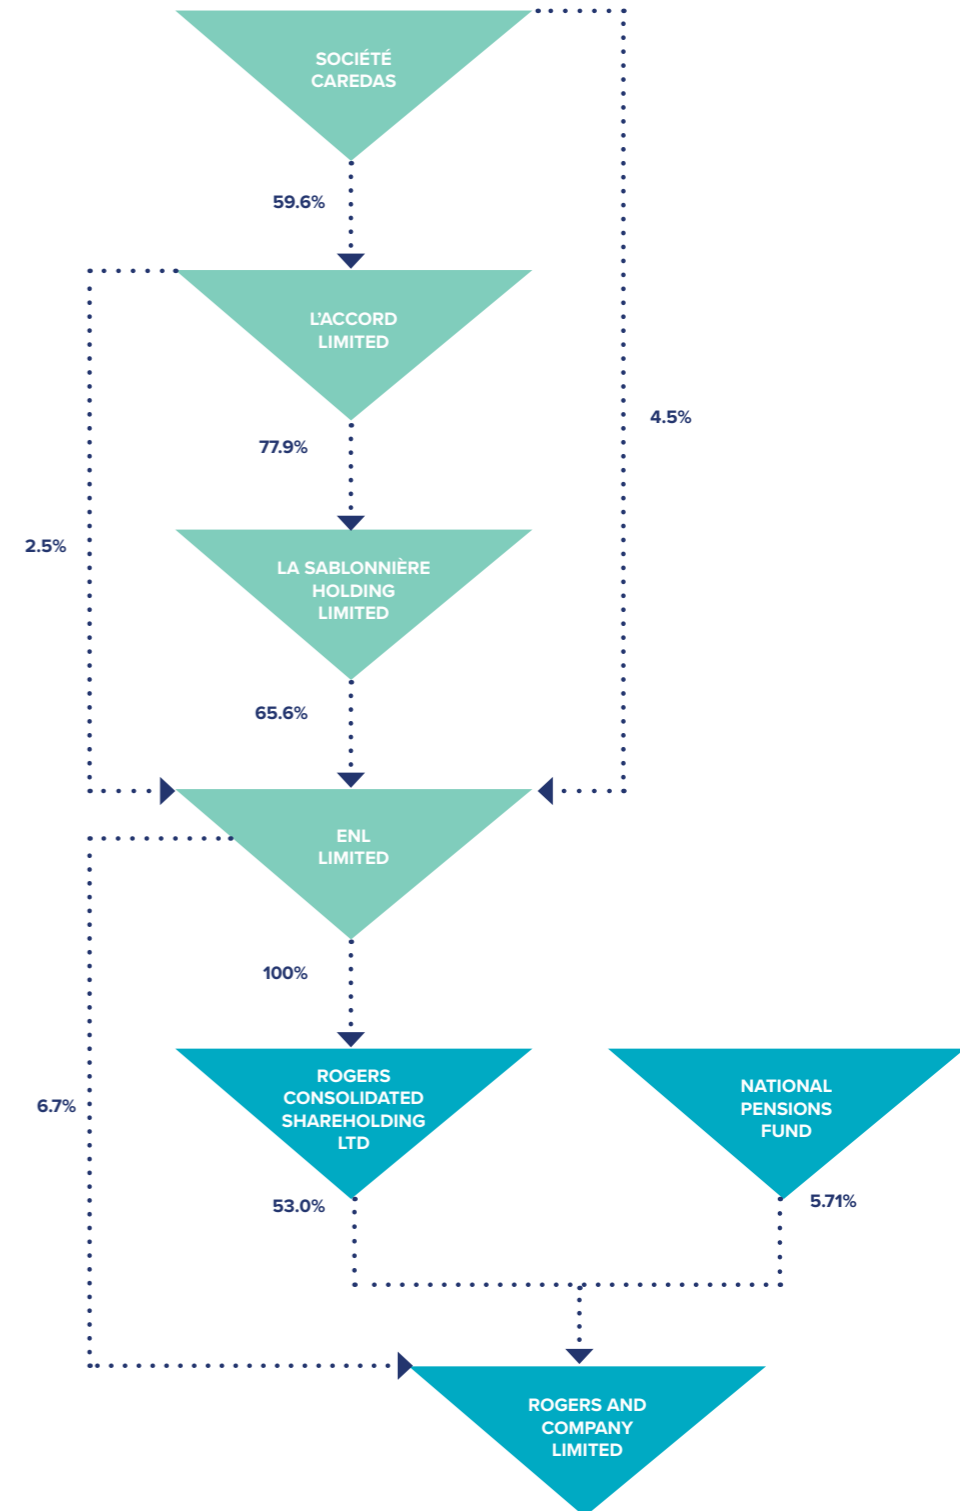 SOCIÉTÉ
CAREDAS
59.6%
L'ACCORD
LIMITED
4.5%
77.9%
2.5%
LA SABLONNIÈRE
HOLDING
LIMITED
65.6%
ENL
LIMITED
100%
ROGERS
CONSOLIDATED
SHAREHOLDING
LTD
NATIONAL
PENSIONS
FUND
6.7%
53.0%
5.71%
ROGERS AND
COMPANY
LIMITED